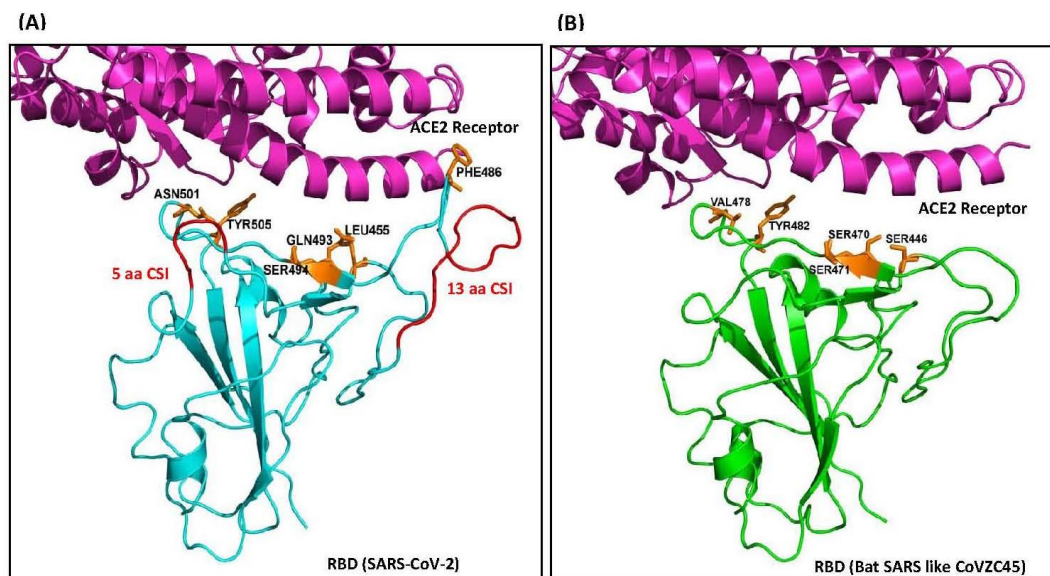 (A)
ACE2 Receptor
PHE486
ASN501
TYR505
LEU455
GLN493
SER494
5 aa CSI
13 aa CSI
RBD (SARS-CoV-2)
(B)
ACE2 Receptor
VAL478
TYR482
SER470
SER446
SER471
RBD (Bat SARS like CoVZC45)